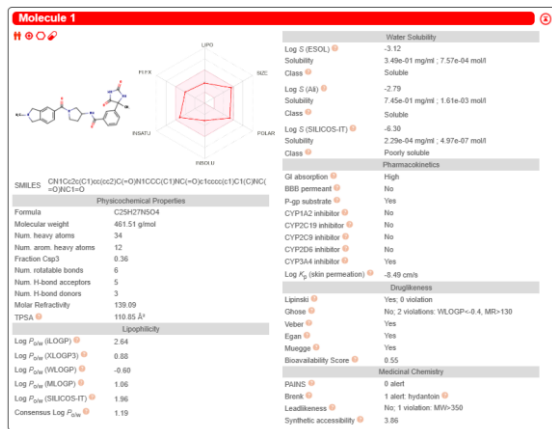 Molecule 1
LIPO
FLEX SIZE
INSATU POLAR
INSOLU
SMILES CN1Cc2c(C1)cc(cc2)C(=O)N1CCC(C1)NC(=O)c1cccc(c1)C1(C)NC(
=O)NC1=O
Physicochemical Properties
Formula C25H27N5O4
Molecular weight 461.51 g/mol
Num. heavy atoms 34
Num. arom. heavy atoms 12
Fraction Csp3 0.36
Num. rotatable bonds 6
Num. H-bond acceptors 5
Num. H-bond donors 3
Molar Refractivity 139.09
TPSA 110.85 Å²
Lipophilicity
Log Po/w (iLOGP) 2.64
Log Po/w (XLOGP3) 0.88
Log Po/w (WLOGP) -0.60
Log Po/w (MLOGP) 1.06
Log Po/w (SILICOS-IT) 1.96
Consensus Log Po/w 1.19
Water Solubility
Log S (ESOL) -3.12
Solubility 3.49e-01 mg/ml ; 7.57e-04 mol/l
Class Soluble
Log S (Ali) -2.79
Solubility 7.45e-01 mg/ml ; 1.61e-03 mol/l
Class Soluble
Log S (SILICOS-IT) -6.30
Solubility 2.29e-04 mg/ml ; 4.97e-07 mol/l
Class Poorly soluble
Pharmacokinetics
GI absorption High
BBB permeant No
P-gp substrate Yes
CYP1A2 inhibitor No
CYP2C19 inhibitor No
CYP2C9 inhibitor No
CYP2D6 inhibitor No
CYP3A4 inhibitor Yes
Log Kp (skin permeation) -8.49 cm/s
Druglikeness
Lipinski Yes; 0 violation
Ghose No; 2 violations: WLOGP<-0.4, MR>130
Veber Yes
Egan Yes
Muegge Yes
Bioavailability Score 0.55
Medicinal Chemistry
PAINS 0 alert
Brenk 1 alert: hydantoin
Leadlikeness No; 1 violation: MW>350
Synthetic accessibility 3.86